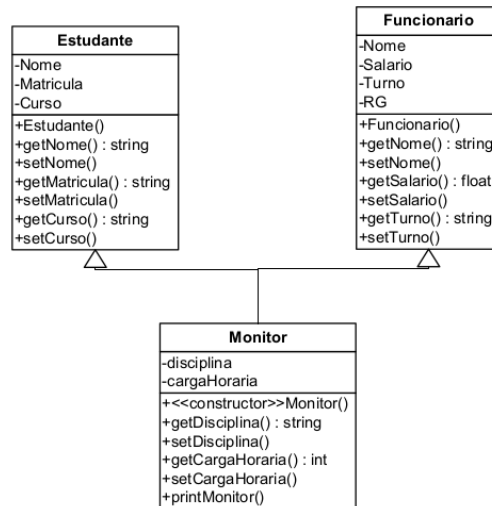 Estudante
-Nome
-Matricula
-Curso
+Estudante()
+getNome() : string
+setNome()
+getMatricula() : string
+setMatricula()
+getCurso() : string
+setCurso()
Funcionario
-Nome
-Salario
-Turno
-RG
+Funcionario()
+getNome() : string
+setNome()
+getSalario() : float
+setSalario()
+getTurno() : string
+setTurno()
Monitor
-disciplina
-cargaHoraria
+<<constructor>>Monitor()
+getDisciplina() : string
+setDisciplina()
+getCargaHoraria() : int
+setCargaHoraria()
+printMonitor()